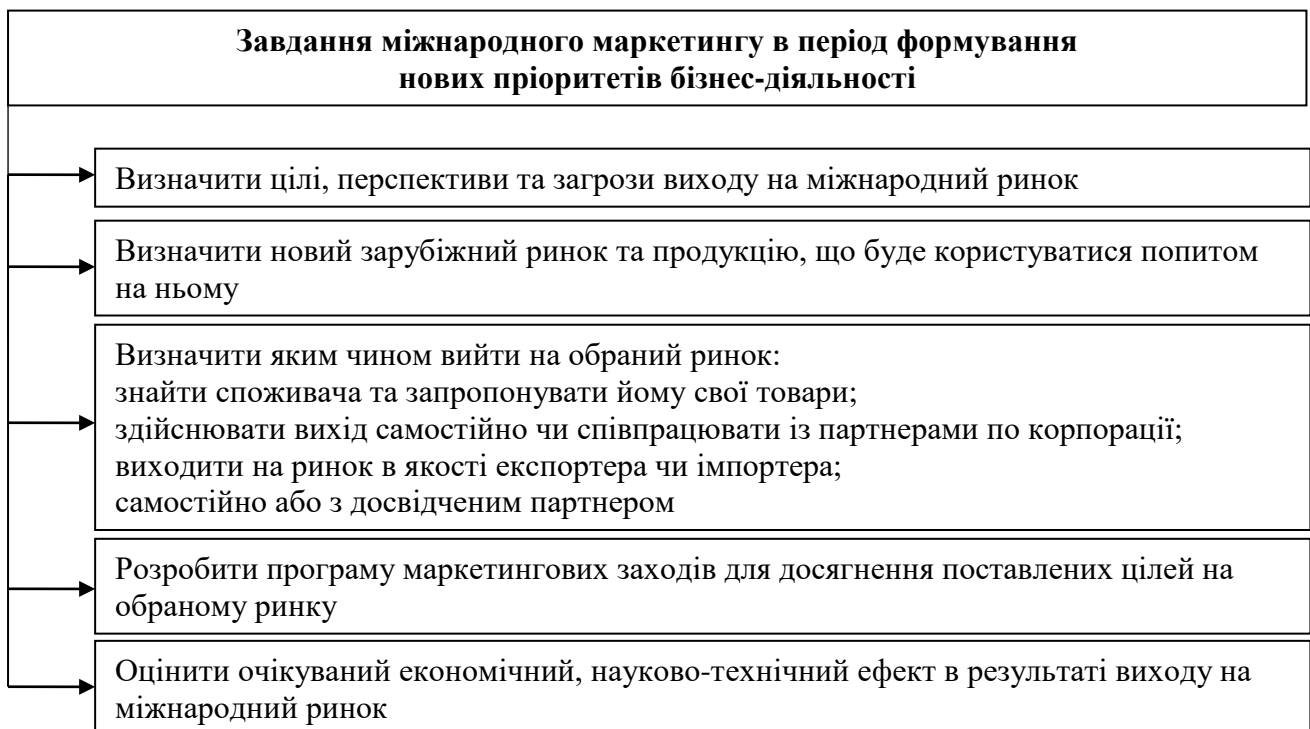 Завдання міжнародного маркетингу в період формування
нових пріоритетів бізнес-діяльності
Визначити цілі, перспективи та загрози виходу на міжнародний ринок
Визначити новий зарубіжний ринок та продукцію, що буде користуватися попитом
на ньому
Визначити яким чином вийти на обраний ринок:
знайти споживача та запропонувати йому свої товари;
здійснювати вихід самостійно чи співпрацювати із партнерами по корпорації;
виходити на ринок в якості експортера чи імпортера;
самостійно або з досвідченим партнером
Розробити програму маркетингових заходів для досягнення поставлених цілей на
обраному ринку
Оцінити очікуваний економічний, науково-технічний ефект в результаті виходу на
міжнародний ринок